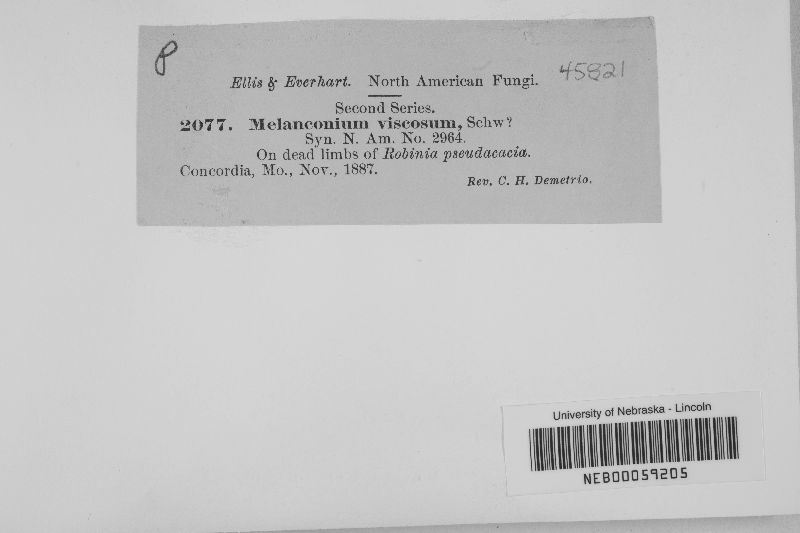 P
Ellis & Everhart. North American Fungi.
45821
Second Series.
2077. Melanconium viscosum, Schw?
Syn. N. Am. No. 2964.
On dead limbs of Robinia pseudacacia.
Concordia, Mo., Nov., 1887.
Rev. C. H. Demetrio.
University of Nebraska - Lincoln
NEB00059205